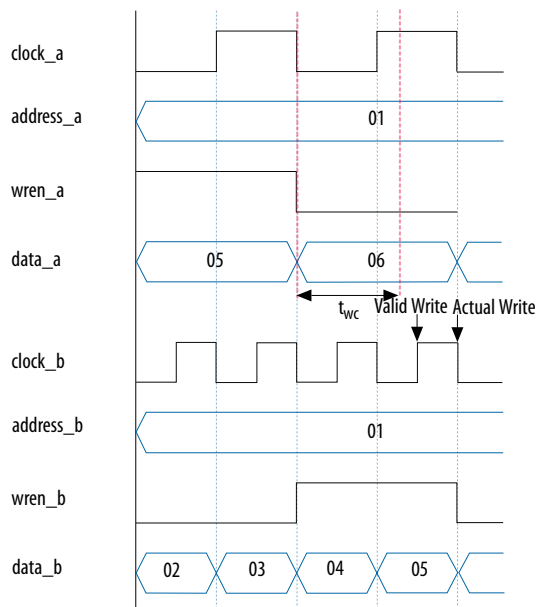 clock_a
address_a 01
wren_a
data_a 05 06
t_wc Valid Write Actual Write
clock_b
address_b 01
wren_b
data_b 02 03 04 05